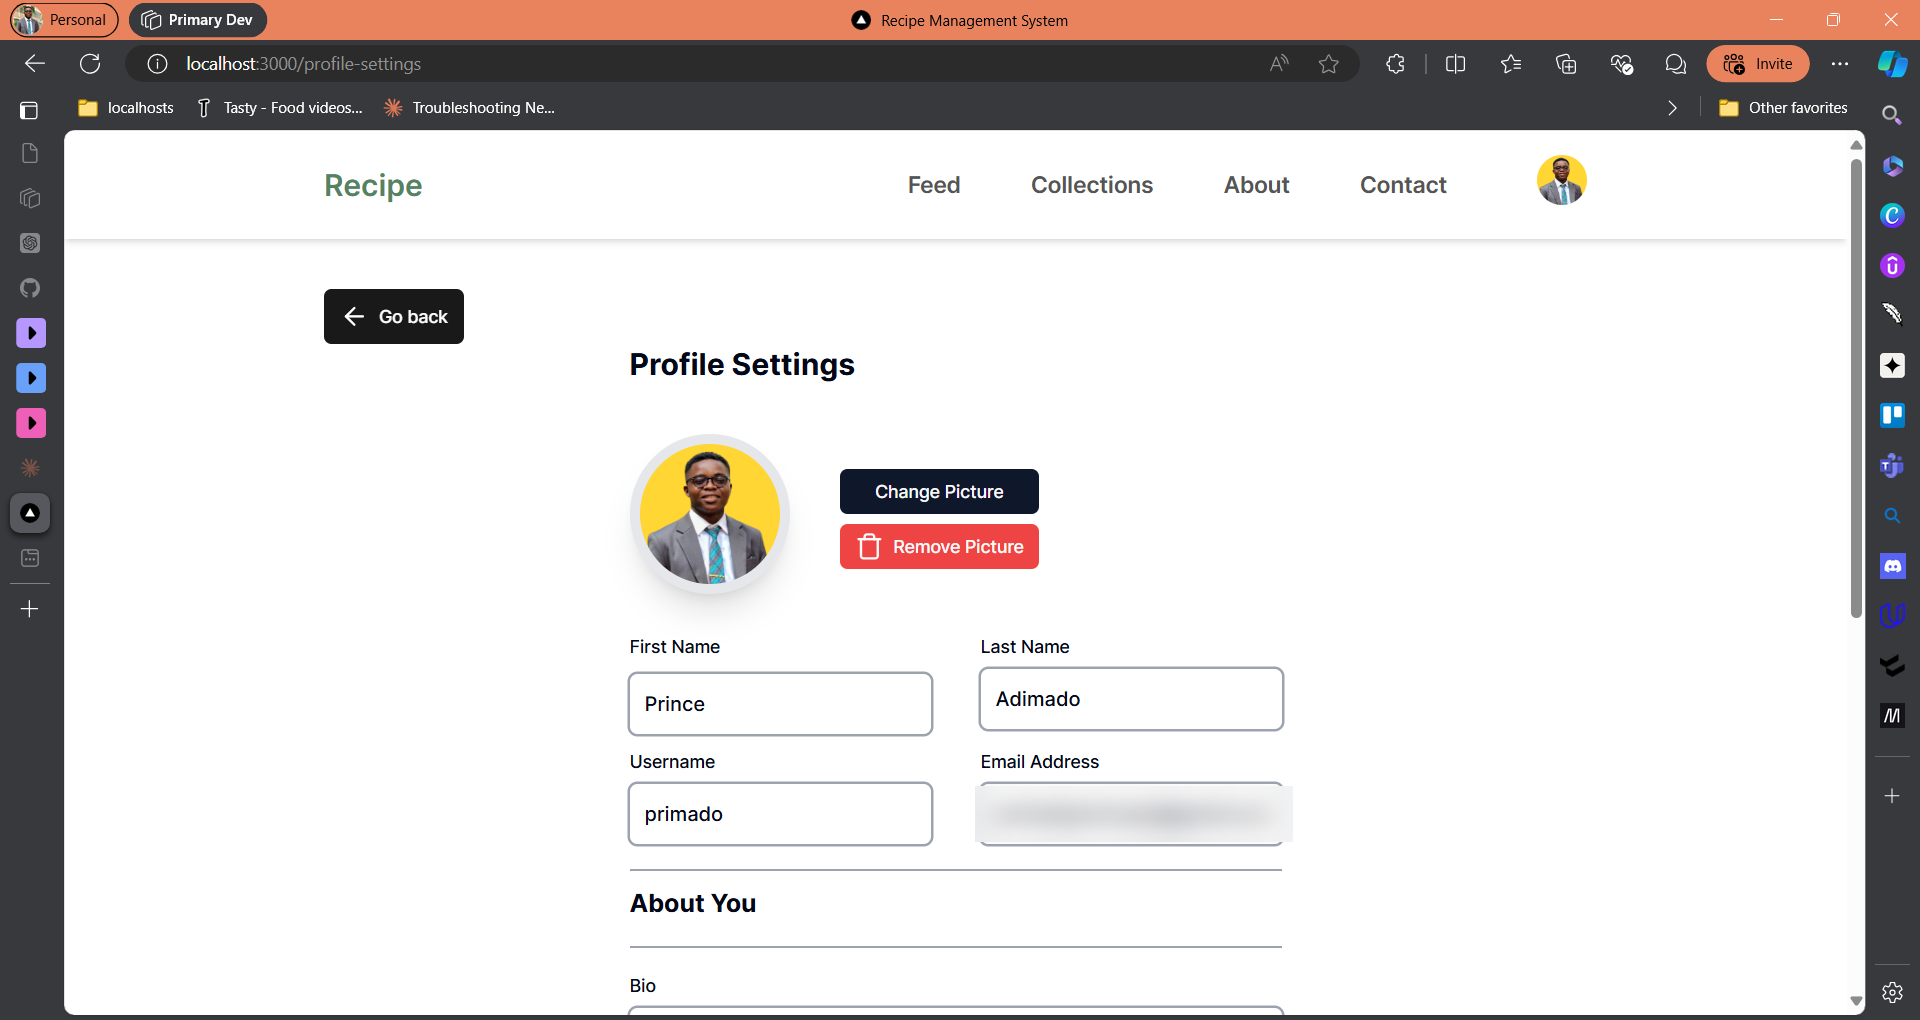 Personal
Primary Dev
Recipe Management System
localhost:3000/profile-settings
Invite
localhosts
Tasty - Food videos...
Troubleshooting Ne...
Other favorites
Recipe
Feed
Collections
About
Contact
Go back
Profile Settings
Change Picture
Remove Picture
First Name
Last Name
Prince
Adimado
Username
Email Address
primado
About You
Bio